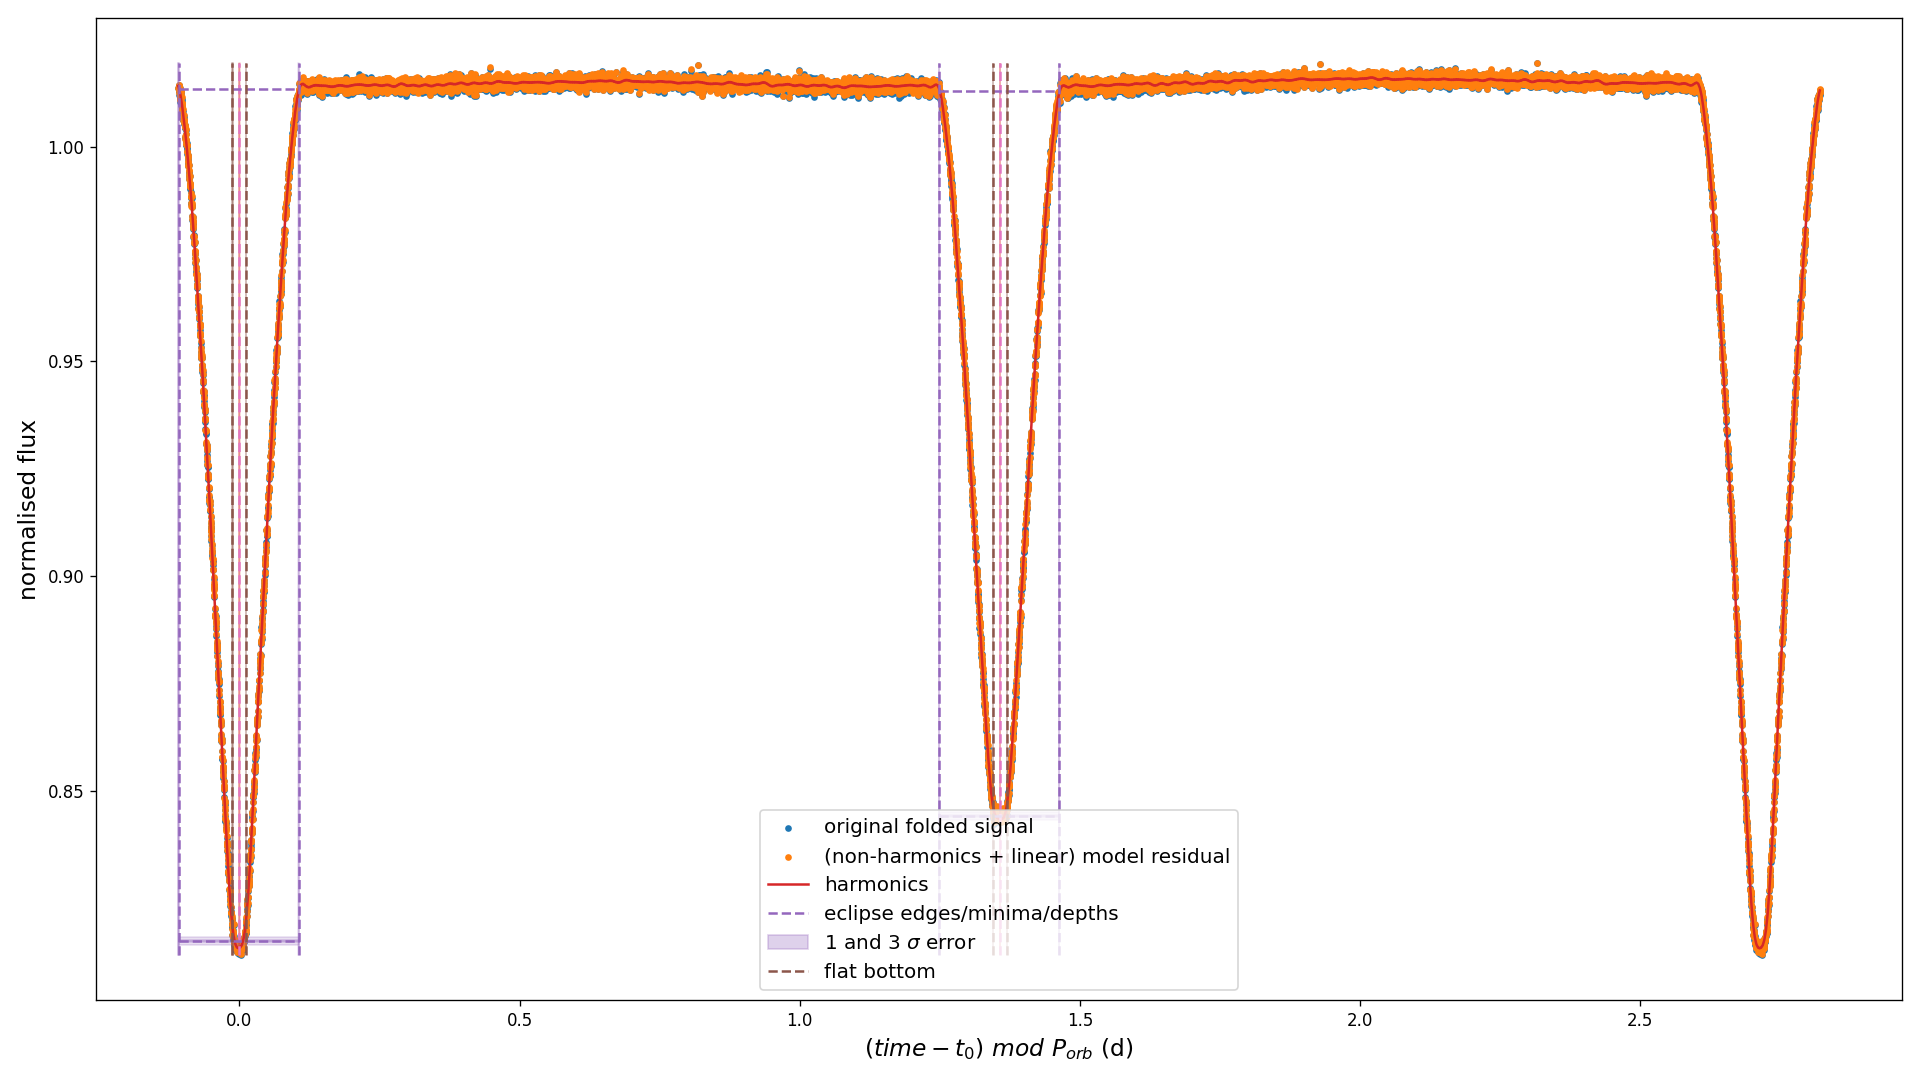 1.00
0.95
0.90
0.85
normalised flux
original folded signal
(non-harmonics + linear) model residual
harmonics
eclipse edges/minima/depths
1 and 3 σ error
flat bottom
0.0 0.5 1.0 1.5 2.0 2.5
(time − t₀) mod P_orb (d)